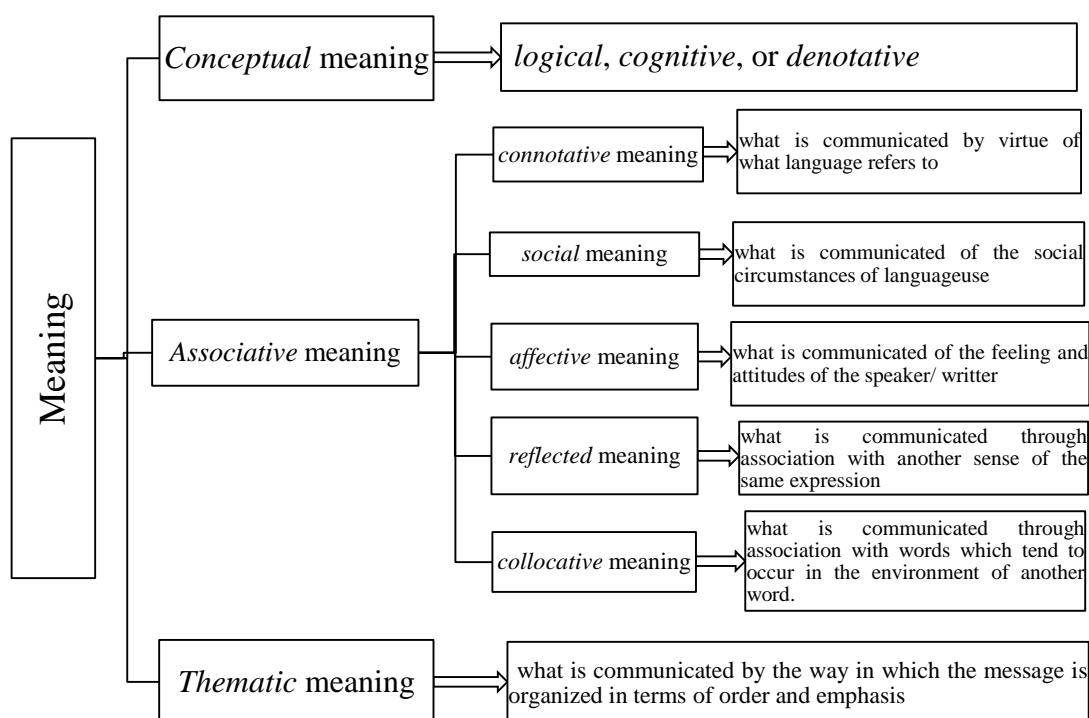 Meaning
Conceptual meaning
logical, cognitive, or denotative
Associative meaning
connotative meaning
what is communicated by virtue of
what language refers to
social meaning
what is communicated of the social
circumstances of languageuse
affective meaning
what is communicated of the feeling and
attitudes of the speaker/ writter
reflected meaning
what is communicated through
association with another sense of
the same expression
collocative meaning
what is communicated through
association with words which tend to
occur in the environment of another
word.
Thematic meaning
what is communicated by the way in which the message is
organized in terms of order and emphasis